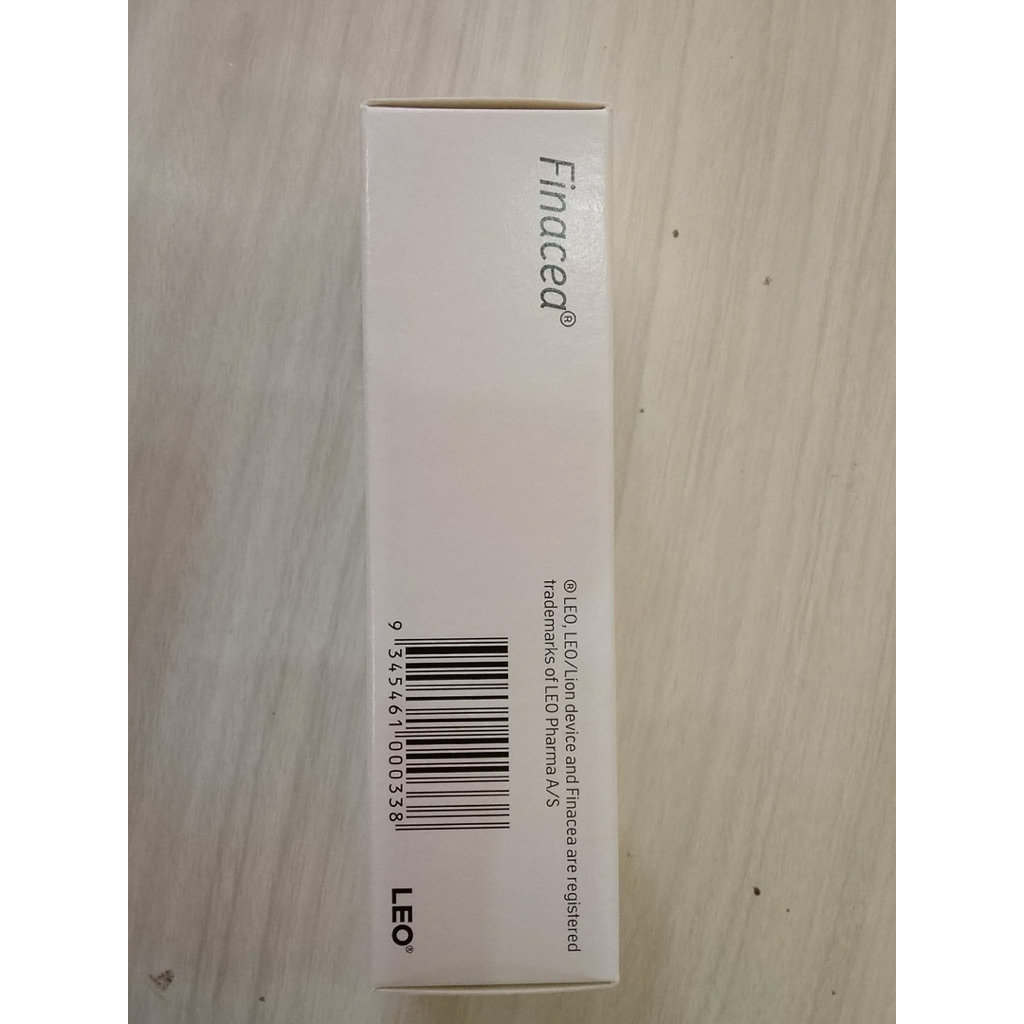 Finacea®
® LEO, LEO/Lion device and Finacea are registered
trademarks of LEO Pharma A/S
9 345461 000338
LEO®